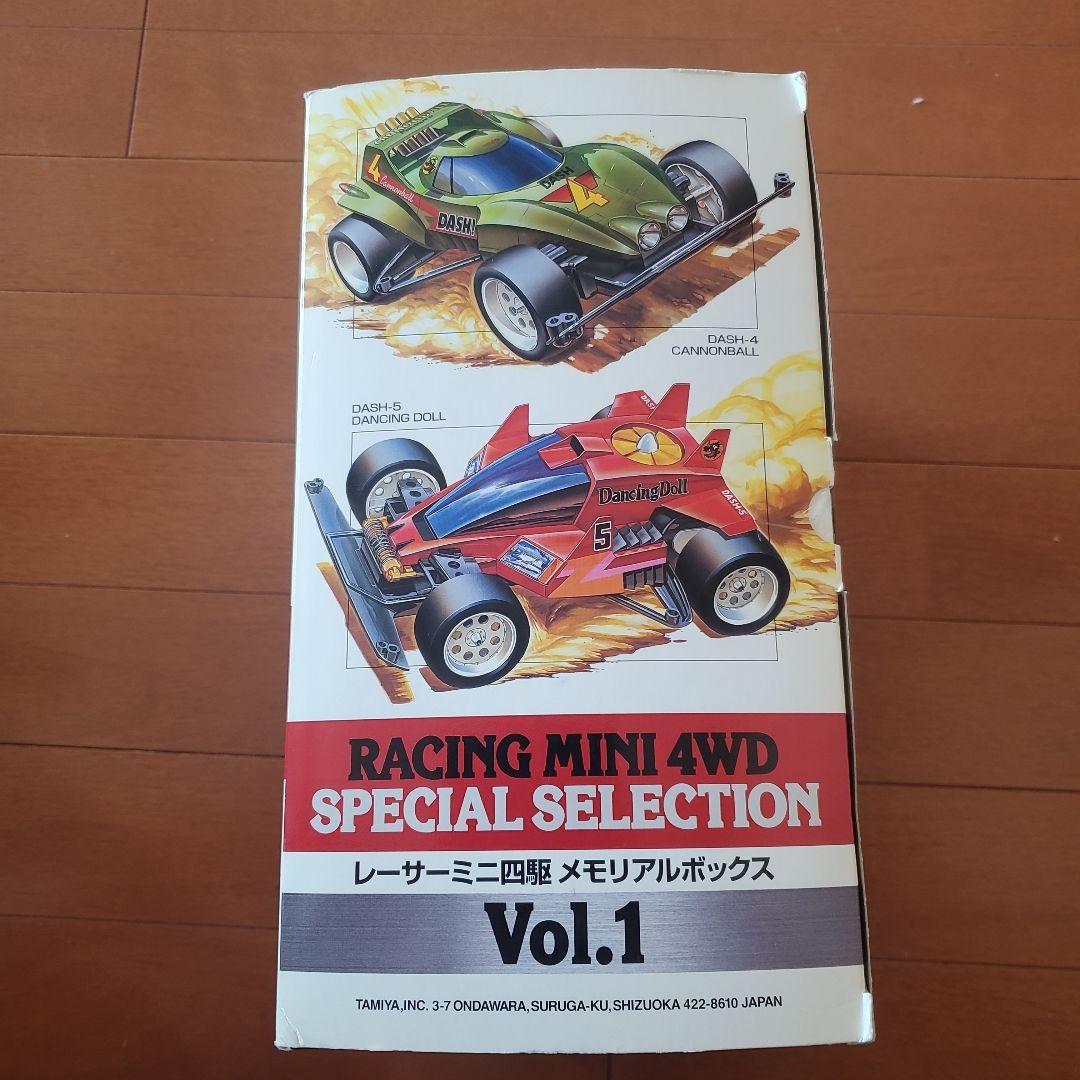 4
Cannonball
DASH!
DASH
4
DASH-4
CANNONBALL
DASH-5
DANCING DOLL
DASH
DancingDoll
DASH-5
5
RACING MINI 4WD
SPECIAL SELECTION
レーサーミニ四駆 メモリアルボックス
Vol.1
TAMIYA,INC. 3-7 ONDAWARA, SURUGA-KU, SHIZUOKA 422-8610 JAPAN